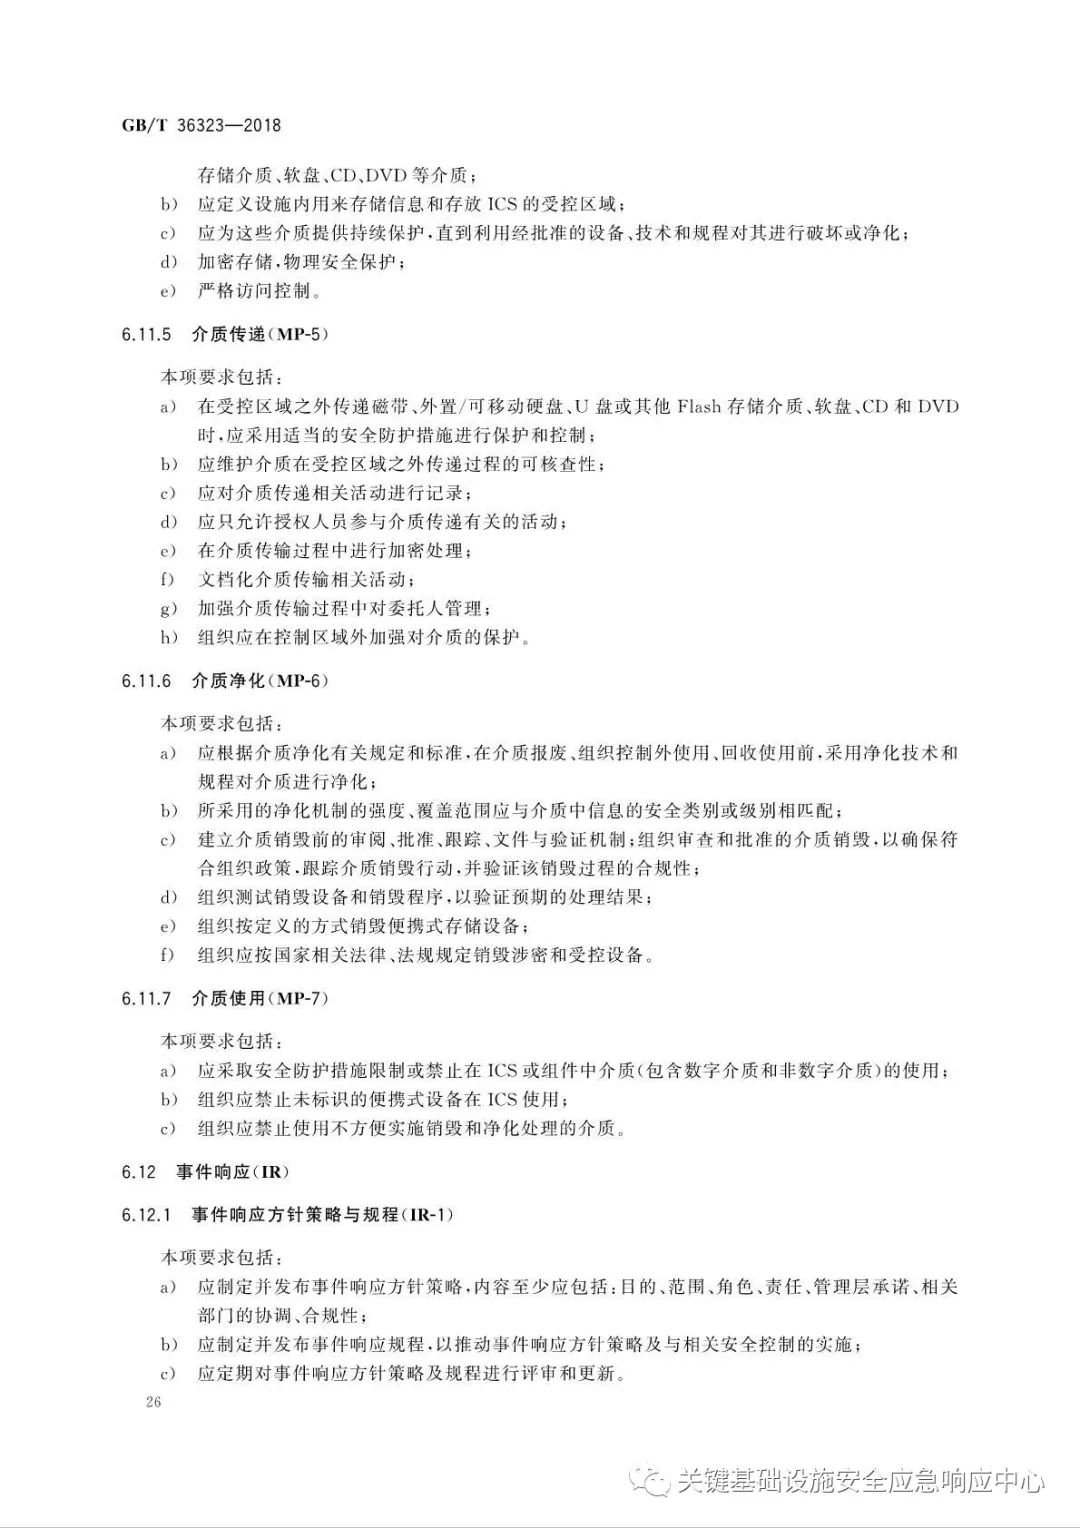 GB/T 36323—2018
存储介质、软盘、CD、DVD 等介质；
b) 应定义设施内用来存储信息和存放 ICS 的受控区域；
c) 应为这些介质提供持续保护，直到利用经批准的设备、技术和规程对其进行破坏或净化；
d) 加密存储，物理安全保护；
e) 严格访问控制。
6.11.5 介质传递(MP-5)
本项要求包括：
a) 在受控区域之外传递磁带、外置/可移动硬盘、U 盘或其他 Flash 存储介质、软盘、CD 和 DVD
时，应采用适当的安全防护措施进行保护和控制；
b) 应维护介质在受控区域之外传递过程的可核查性；
c) 应对介质传递相关活动进行记录；
d) 应只允许授权人员参与介质传递有关的活动；
e) 在介质传输过程中进行加密处理；
f) 文档化介质传输相关活动；
g) 加强介质传输过程中对委托人管理；
h) 组织应在控制区域外加强对介质的保护。
6.11.6 介质净化(MP-6)
本项要求包括：
a) 应根据介质净化有关规定和标准，在介质报废、组织控制外使用、回收使用前，采用净化技术和
规程对介质进行净化；
b) 所采用的净化机制的强度、覆盖范围应与介质中信息的安全类别或级别相匹配；
c) 建立介质销毁前的审阅、批准、跟踪、文件与验证机制；组织审查和批准的介质销毁，以确保符
合组织政策，跟踪介质销毁行动，并验证该销毁过程的合规性；
d) 组织测试销毁设备和销毁程序，以验证预期的处理结果；
e) 组织按定义的方式销毁便携式存储设备；
f) 组织应按国家相关法律、法规规定销毁涉密和受控设备。
6.11.7 介质使用(MP-7)
本项要求包括：
a) 应采取安全防护措施限制或禁止在 ICS 或组件中介质(包含数字介质和非数字介质)的使用；
b) 组织应禁止未标识的便携式设备在 ICS 使用；
c) 组织应禁止使用不方便实施销毁和净化处理的介质。
6.12 事件响应(IR)
6.12.1 事件响应方针策略与规程(IR-1)
本项要求包括：
a) 应制定并发布事件响应方针策略，内容至少应包括：目的、范围、角色、责任、管理层承诺、相关
部门的协调、合规性；
b) 应制定并发布事件响应规程，以推动事件响应方针策略及与相关安全控制的实施；
c) 应定期对事件响应方针策略及规程进行评审和更新。
26
关键基础设施安全应急响应中心